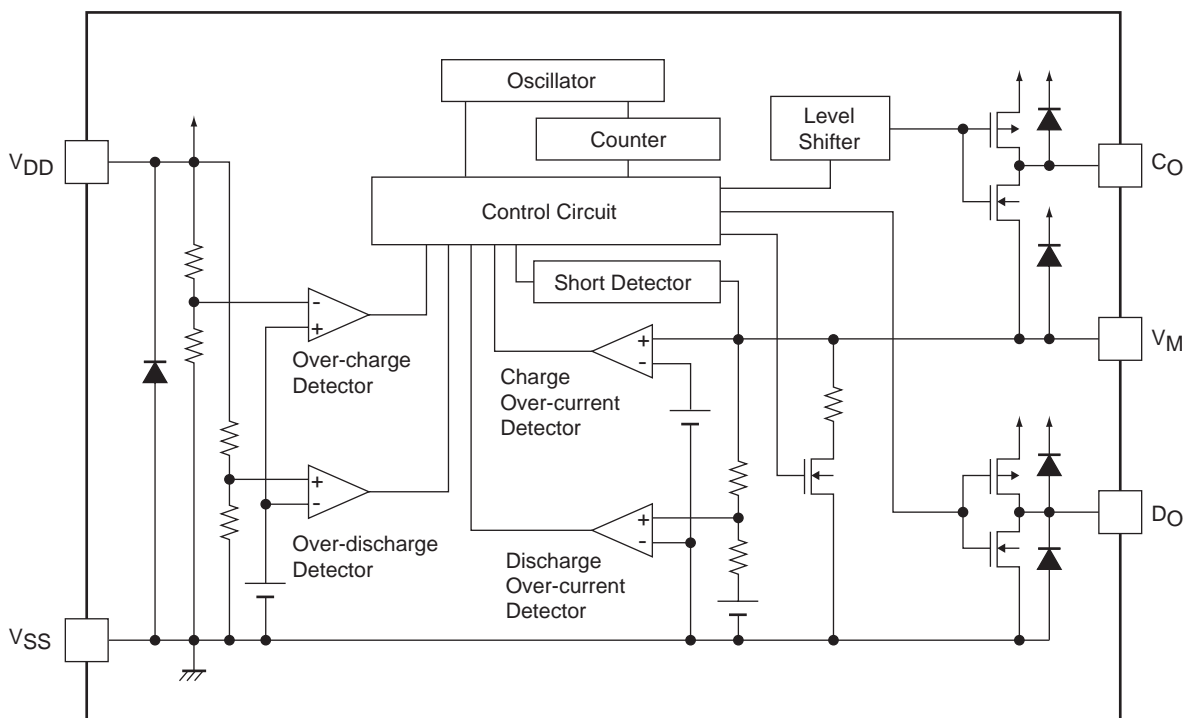 Oscillator
Counter
Level
Shifter
VDD
CO
Control Circuit
Short Detector
-
+
Over-charge
Detector
+
-
Charge
Over-current
Detector
VM
+
-
Over-discharge
Detector
+
-
Discharge
Over-current
Detector
DO
VSS